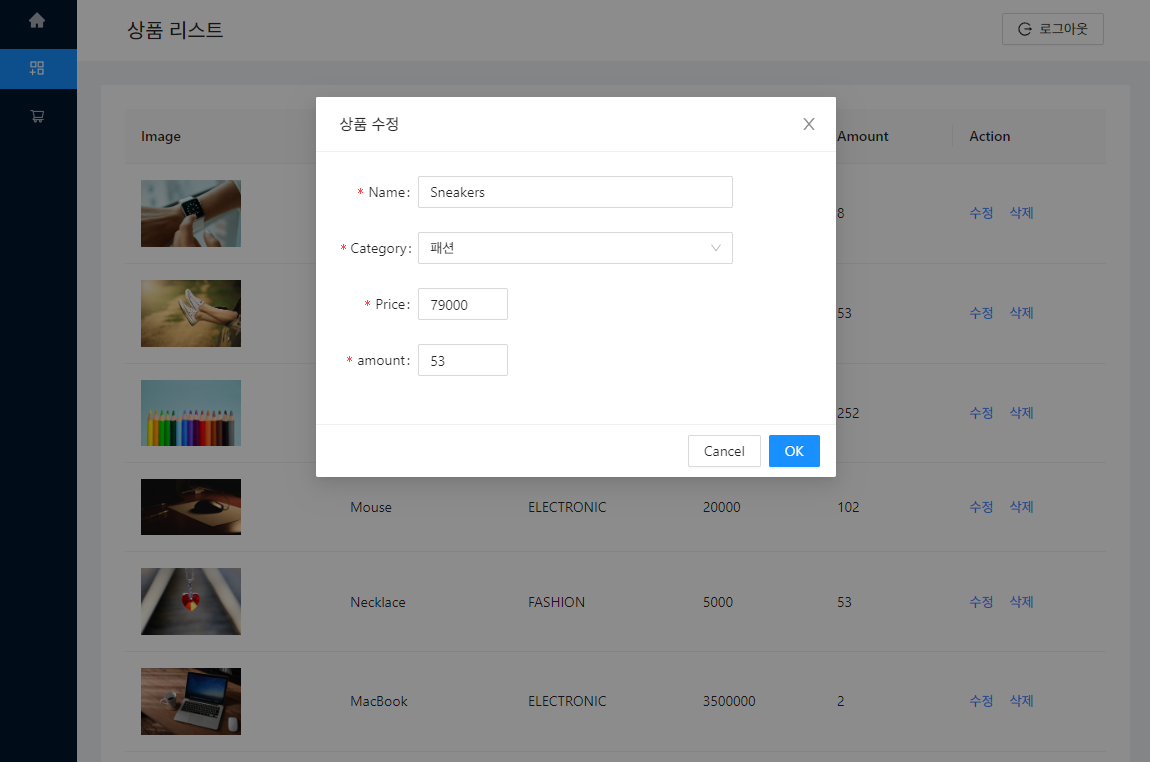 상품 리스트
로그아웃
상품 수정
* Name: Sneakers
* Category: 패션
* Price: 79000
* amount: 53
Cancel OK
Image Amount Action
8 수정 삭제
53 수정 삭제
252 수정 삭제
Mouse ELECTRONIC 20000 102 수정 삭제
Necklace FASHION 5000 53 수정 삭제
MacBook ELECTRONIC 3500000 2 수정 삭제